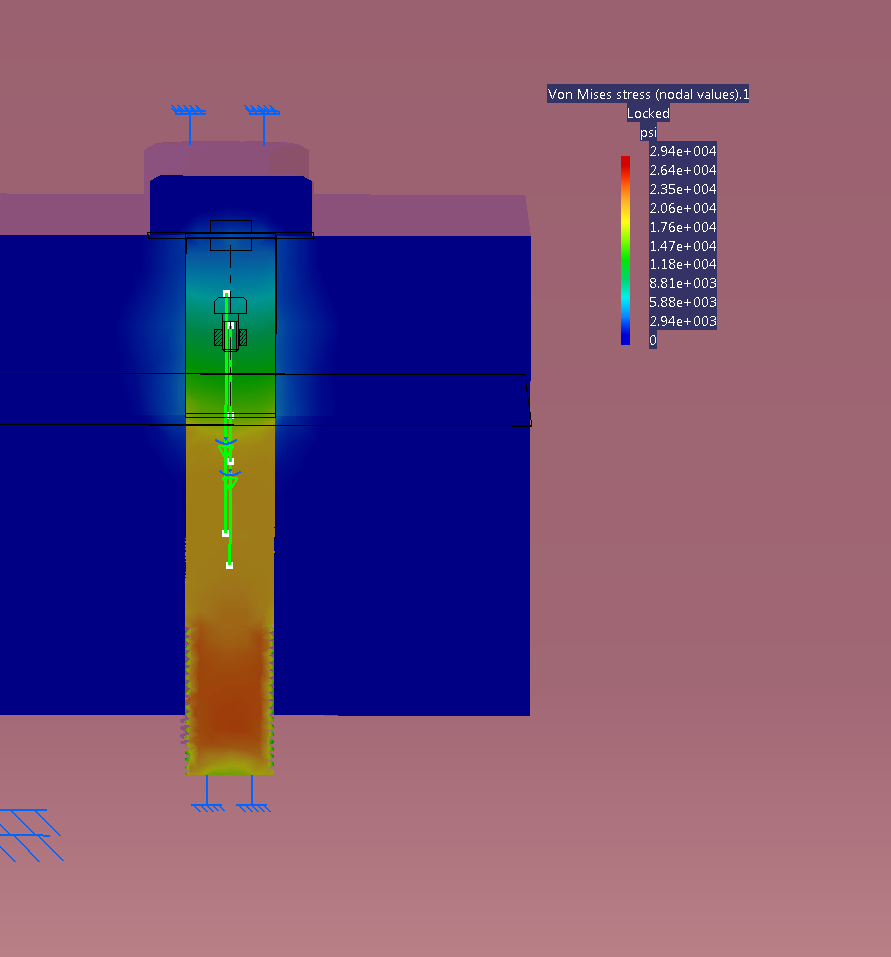 Von Mises stress (nodal values).1
Locked
psi
2.94e+004
2.64e+004
2.35e+004
2.06e+004
1.76e+004
1.47e+004
1.18e+004
8.81e+003
5.88e+003
2.94e+003
0